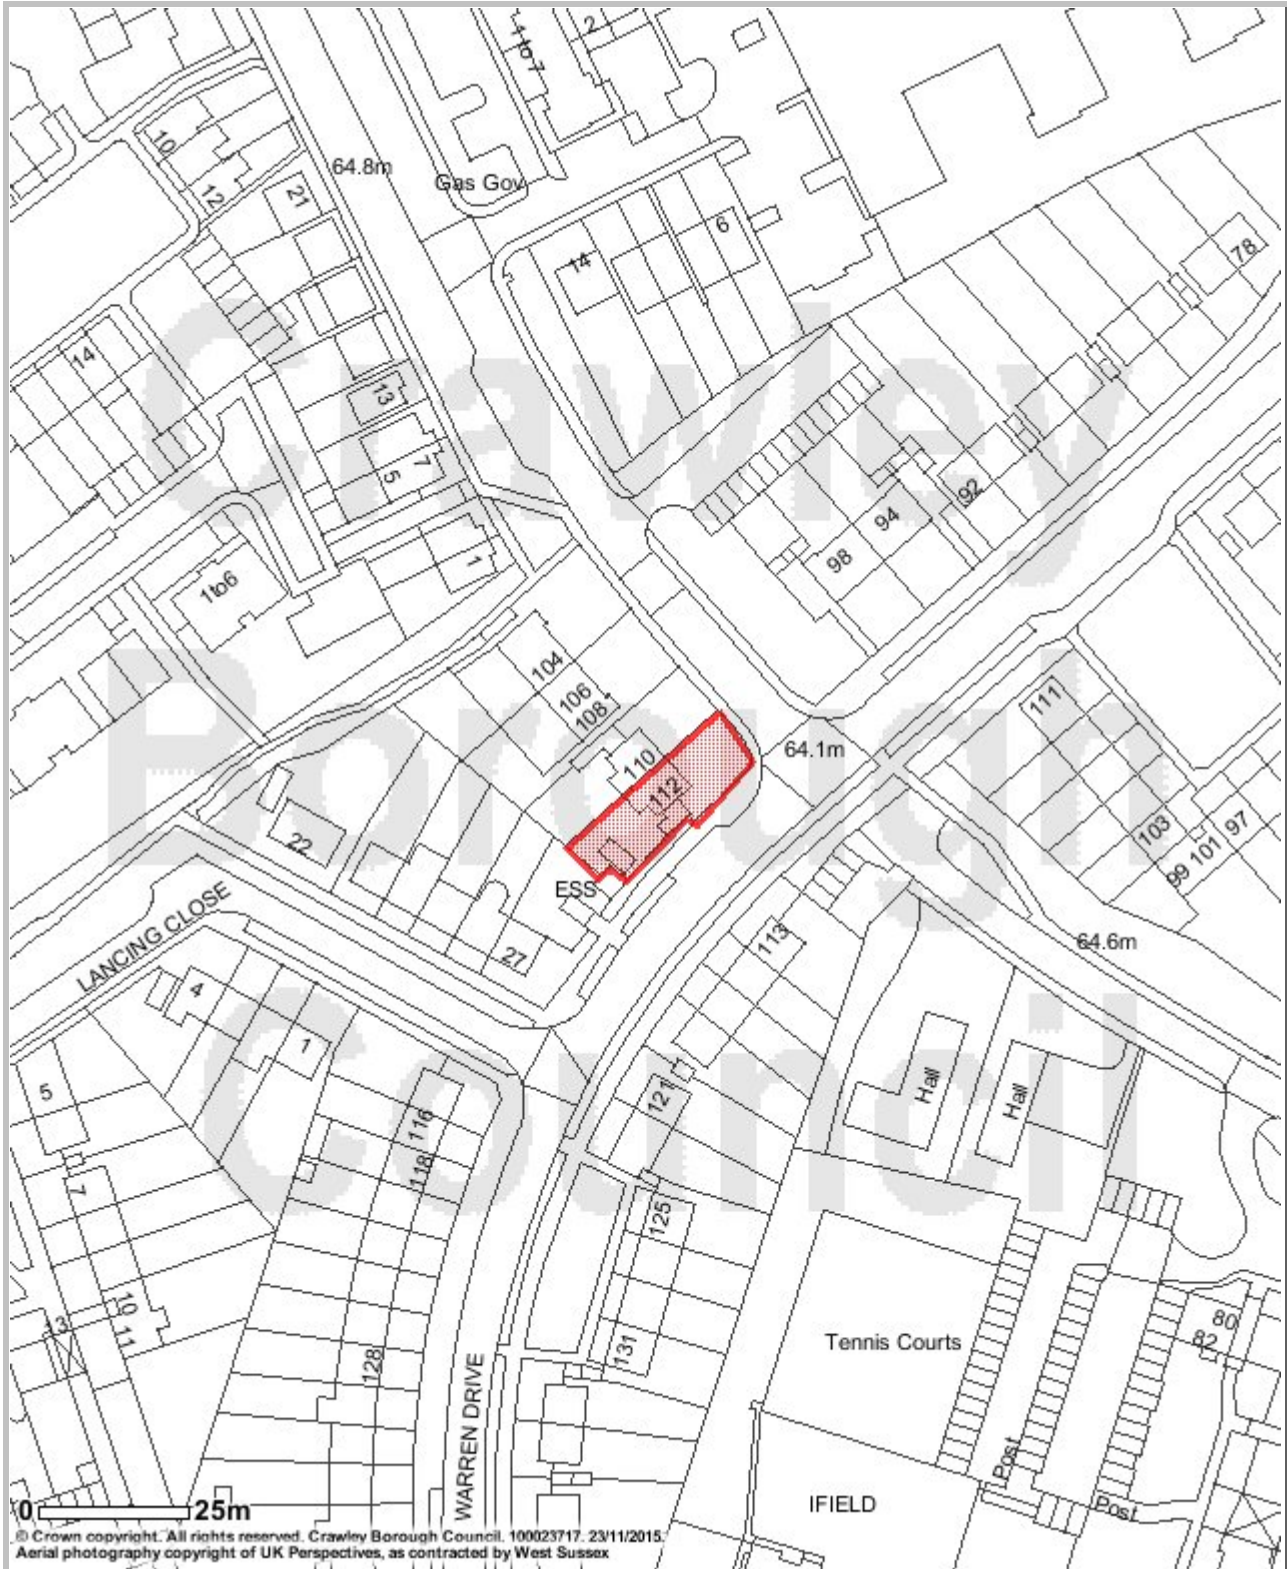 1 to 7
2
10
64.8m
Gas Gov
12
21
6
14
78
14
13
7
5
92
94
98
1
1to6
104
106
108
111
110
64.1m
112
22
103
97
101
99
ESS
LANCING CLOSE
113
64.6m
27
4
1
5
121
Hall
Hall
116
118
7
125
10
11
13
131
128
Tennis Courts
80
82
WARREN DRIVE
Post
Post
IFIELD
Crawley
Borough
Council
0 25m
© Crown copyright. All rights reserved. Crawley Borough Council. 100023717. 23/11/2015.
Aerial photography copyright of UK Perspectives, as contracted by West Sussex